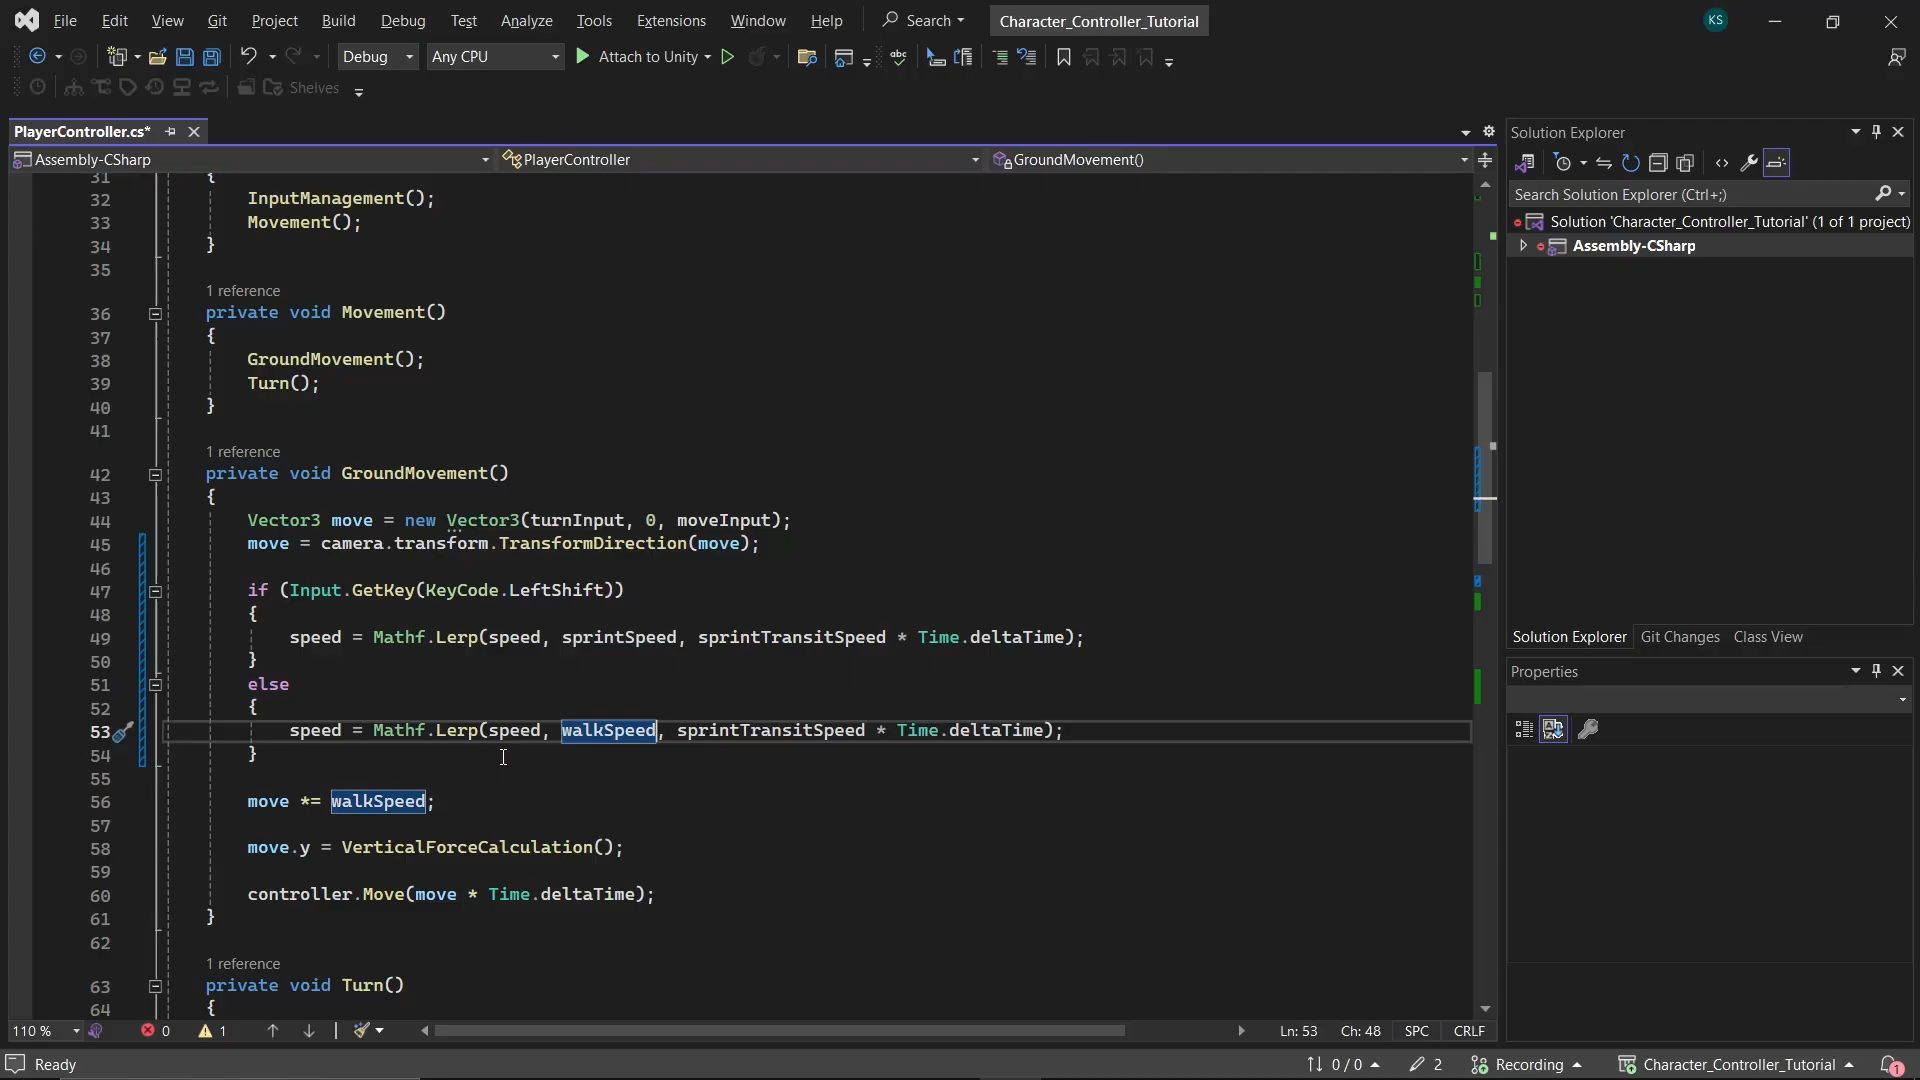 File Edit View Git Project Build Debug Test Analyze Tools Extensions Window Help Search Character_Controller_Tutorial KS
Debug Any CPU Attach to Unity abc
Shelves
PlayerController.cs*
Assembly-CSharp PlayerController GroundMovement()
31 {
32 InputManagement();
33 Movement();
34 }
35
1 reference
36 private void Movement()
37 {
38 GroundMovement();
39 Turn();
40 }
41
1 reference
42 private void GroundMovement()
43 {
44 Vector3 move = new Vector3(turnInput, 0, moveInput);
45 move = camera.transform.TransformDirection(move);
46
47 if (Input.GetKey(KeyCode.LeftShift))
48 {
49 speed = Mathf.Lerp(speed, sprintSpeed, sprintTransitSpeed * Time.deltaTime);
50 }
51 else
52 {
53 speed = Mathf.Lerp(speed, walkSpeed, sprintTransitSpeed * Time.deltaTime);
54 }
55
56 move *= walkSpeed;
57
58 move.y = VerticalForceCalculation();
59
60 controller.Move(move * Time.deltaTime);
61 }
62
1 reference
63 private void Turn()
64 {
110 % 0 1 Ln: 53 Ch: 48 SPC CRLF
Solution Explorer
Search Solution Explorer (Ctrl+;)
Solution 'Character_Controller_Tutorial' (1 of 1 project)
Assembly-CSharp
Solution Explorer Git Changes Class View
Properties
Ready 0 / 0 2 Recording Character_Controller_Tutorial 1